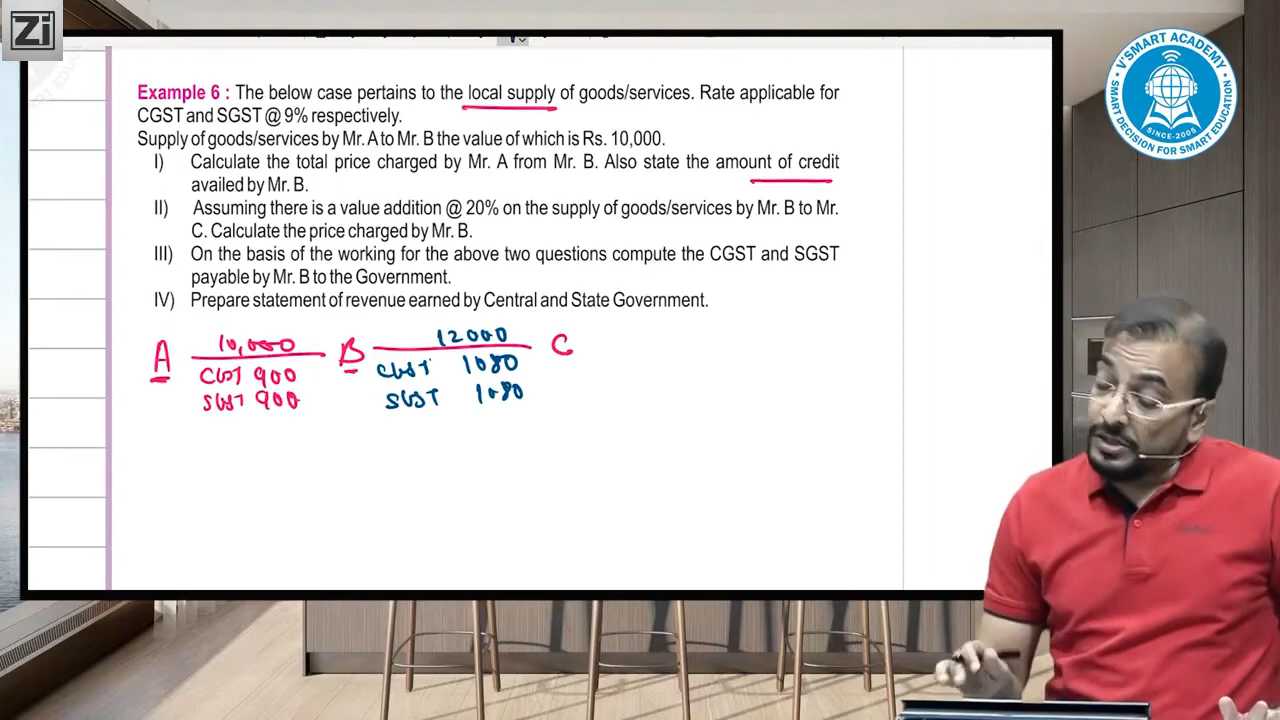 Zi
V'SMART ACADEMY
SINCE-2005
SMART DECISION FOR SMART EDUCATION
Example 6 : The below case pertains to the local supply of goods/services. Rate applicable for
CGST and SGST @ 9% respectively.
Supply of goods/services by Mr. A to Mr. B the value of which is Rs. 10,000.
I) Calculate the total price charged by Mr. A from Mr. B. Also state the amount of credit
availed by Mr. B.
II) Assuming there is a value addition @ 20% on the supply of goods/services by Mr. B to Mr.
C. Calculate the price charged by Mr. B.
III) On the basis of the working for the above two questions compute the CGST and SGST
payable by Mr. B to the Government.
IV) Prepare statement of revenue earned by Central and State Government.
A 10,000 B 12000 C
CGST 900 CGST 1080
SGST 900 SGST 1080